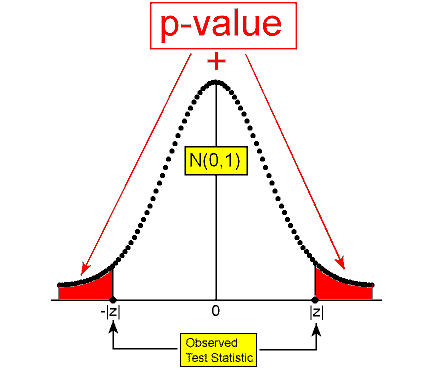 p-value
+
N(0,1)
-|z| 0 |z|
Observed
Test Statistic